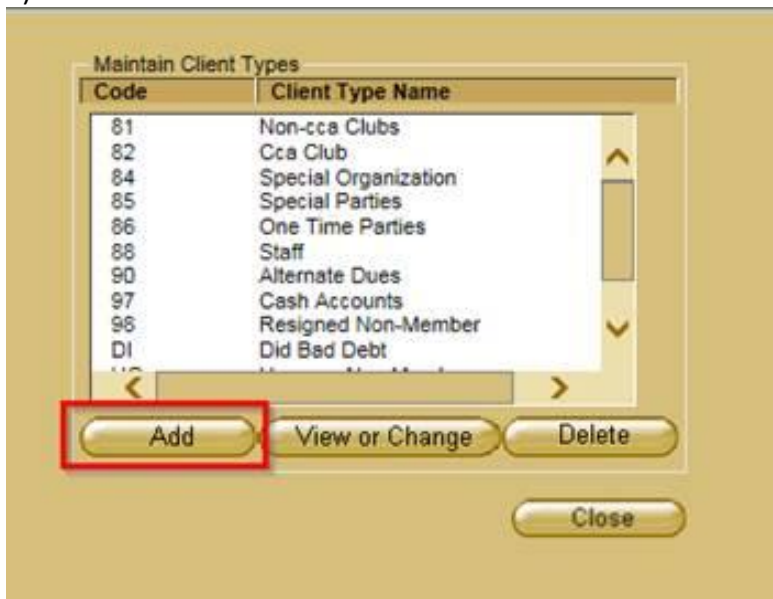 Maintain Client Types
Code Client Type Name
81 Non-cca Clubs
82 Cca Club
84 Special Organization
85 Special Parties
86 One Time Parties
88 Staff
90 Alternate Dues
97 Cash Accounts
98 Resigned Non-Member
DI Did Bad Debt
Add View or Change Delete
Close